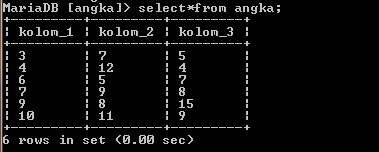 MariaDB [angka]> select*from angka;
+---------+---------+---------+
| kolom_1 | kolom_2 | kolom_3 |
+---------+---------+---------+
| 3 | 7 | 5 |
| 4 | 12 | 4 |
| 6 | 5 | 7 |
| 7 | 9 | 8 |
| 9 | 8 | 15 |
| 10 | 11 | 9 |
+---------+---------+---------+
6 rows in set (0.00 sec)